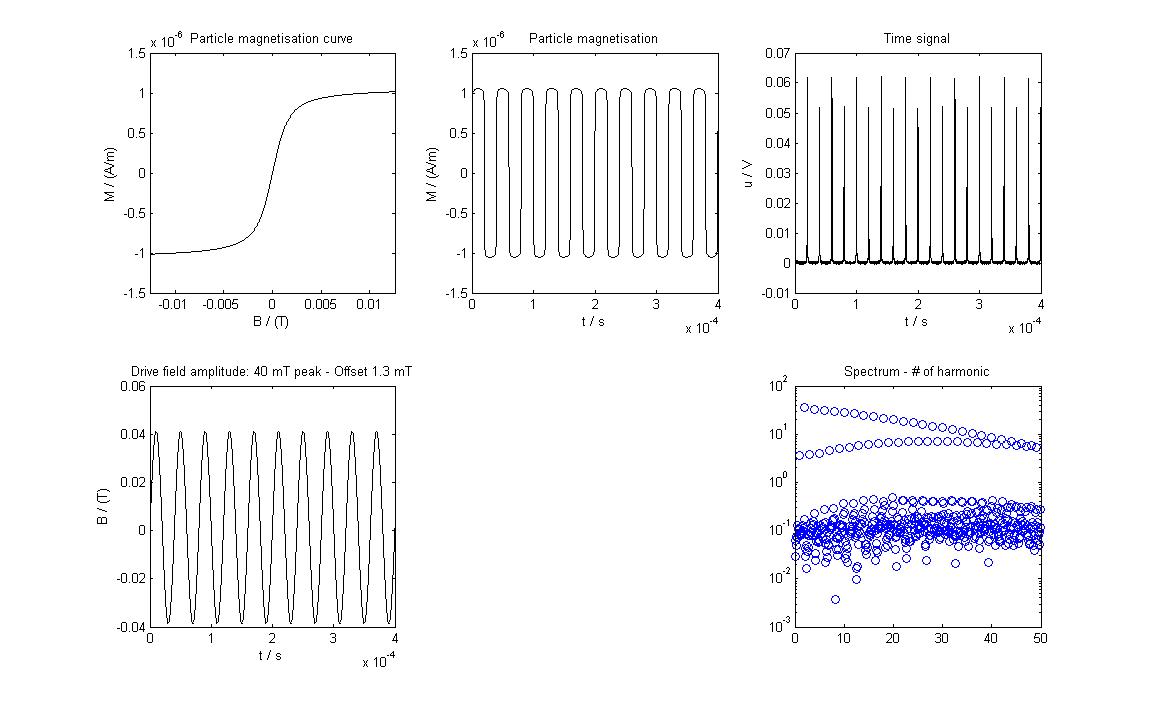 x 10-6 Particle magnetisation curve
1.5
1
0.5
0
-0.5
-1
-1.5
M / (A/m)
-0.01 -0.005 0 0.005 0.01
B / (T)
x 10-6 Particle magnetisation
1.5
1
0.5
0
-0.5
-1
-1.5
M / (A/m)
0 1 2 3 4
t / s
x 10-4
Time signal
0.07
0.06
0.05
0.04
0.03
0.02
0.01
0
-0.01
u / V
0 1 2 3 4
t / s
x 10-4
Drive field amplitude: 40 mT peak - Offset 1.3 mT
0.06
0.04
0.02
0
-0.02
-0.04
B / (T)
0 1 2 3 4
t / s
x 10-4
Spectrum - # of harmonic
102
101
100
10-1
10-2
10-3
0 10 20 30 40 50